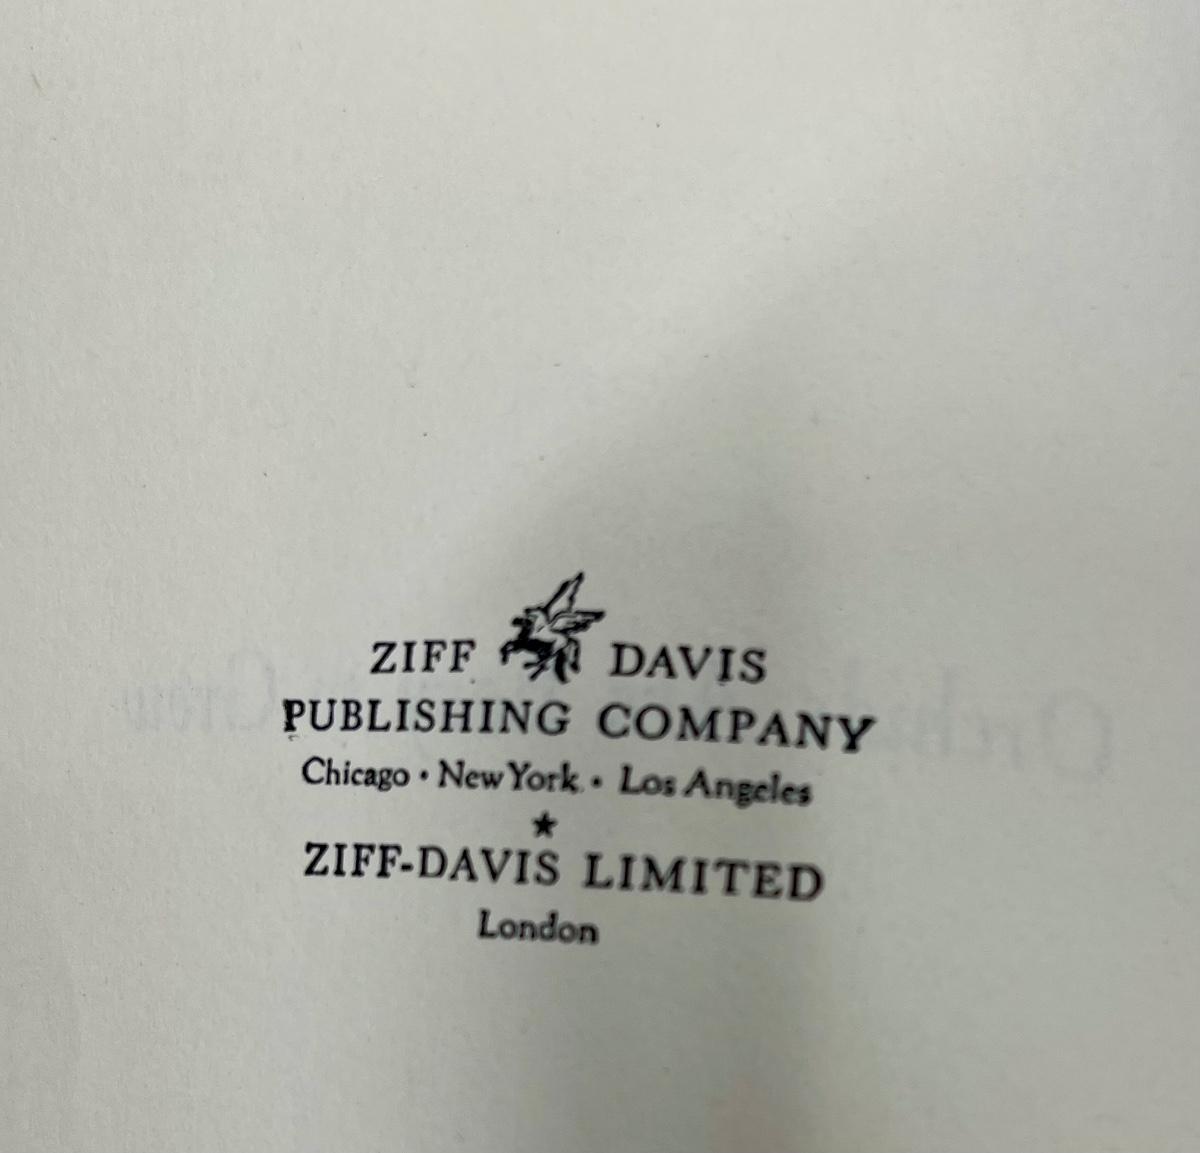 ZIFF DAVIS
PUBLISHING COMPANY
Chicago • New York • Los Angeles
★
ZIFF-DAVIS LIMITED
London